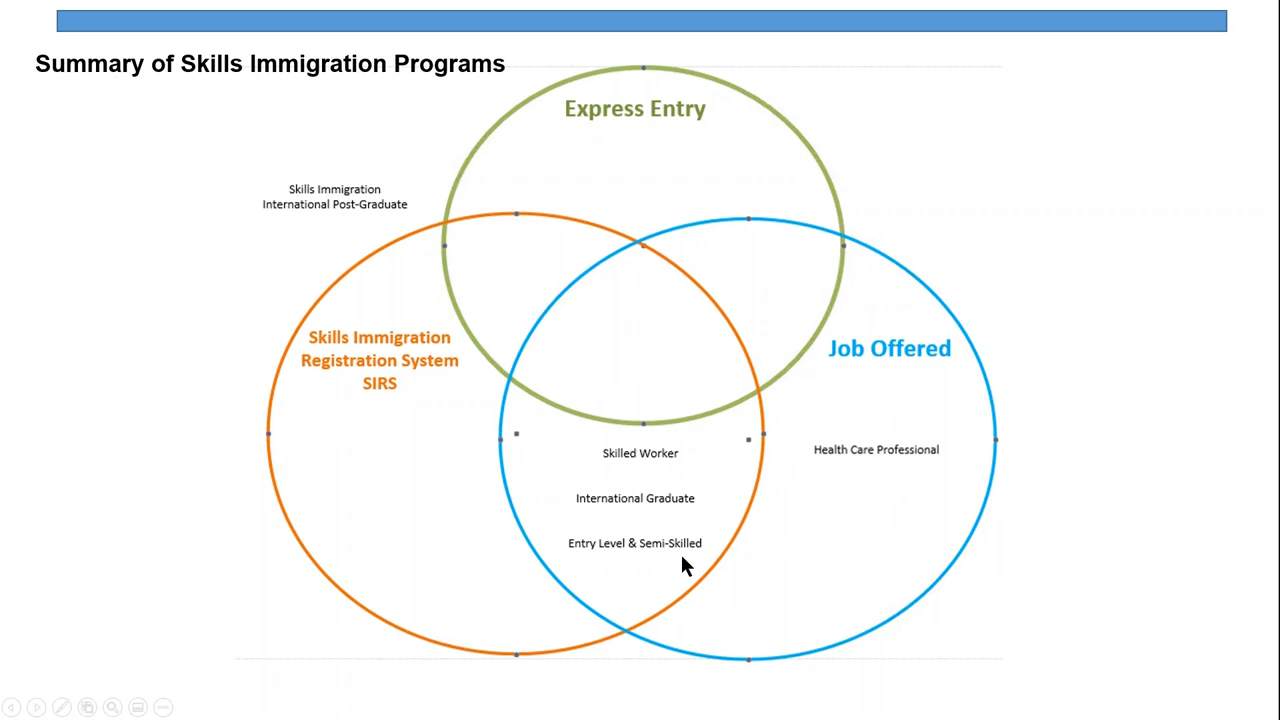 Summary of Skills Immigration Programs
Express Entry
Skills Immigration
International Post-Graduate
Skills Immigration
Registration System
SIRS
Job Offered
Skilled Worker
Health Care Professional
International Graduate
Entry Level & Semi-Skilled